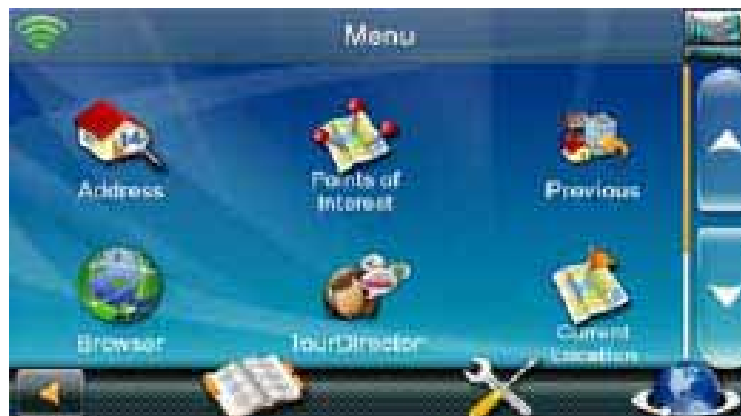 Menu
Address
Points of
Interest
Previous
Browser
TourDirector
Current
Location